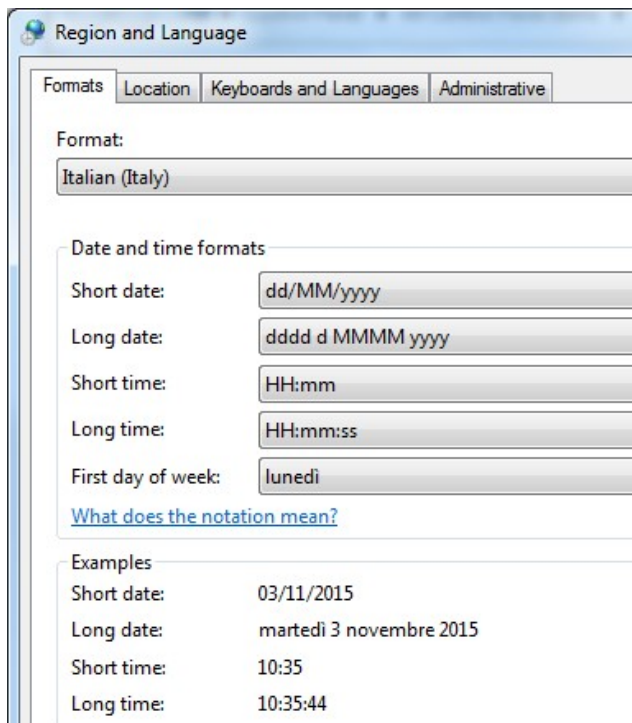 Region and Language
Formats Location Keyboards and Languages Administrative
Format:
Italian (Italy)
Date and time formats
Short date: dd/MM/yyyy
Long date: dddd d MMMM yyyy
Short time: HH:mm
Long time: HH:mm:ss
First day of week: lunedì
What does the notation mean?
Examples
Short date: 03/11/2015
Long date: martedì 3 novembre 2015
Short time: 10:35
Long time: 10:35:44